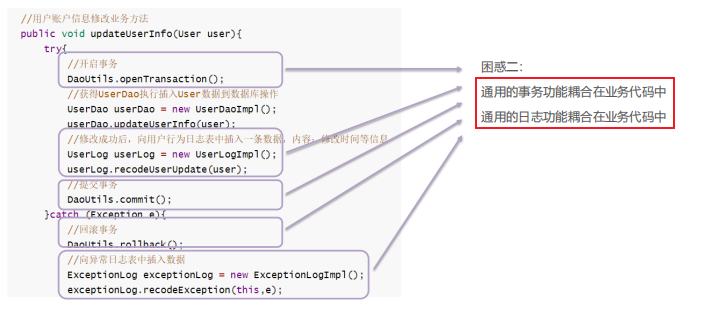 //用户账户信息修改业务方法
public void updateUserInfo(User user){
try{
//开启事务
DaoUtils.openTransaction();
//获得UserDao执行插入User数据到数据库操作
UserDao userDao = new UserDaoImpl();
userDao.updateUserInfo(user);
//修改成功后，向用户行为日志表中插入一条数据，内容：修改时间等信息
UserLog userLog = new UserLogImpl();
userLog.recodeUserUpdate(user);
//提交事务
DaoUtils.commit();
}catch (Exception e){
//回滚事务
DaoUtils.rollback();
//向异常日志表中插入数据
ExceptionLog exceptionLog = new ExceptionLogImpl();
exceptionLog.recodeException(this,e);
困惑二：
通用的事务功能耦合在业务代码中
通用的日志功能耦合在业务代码中